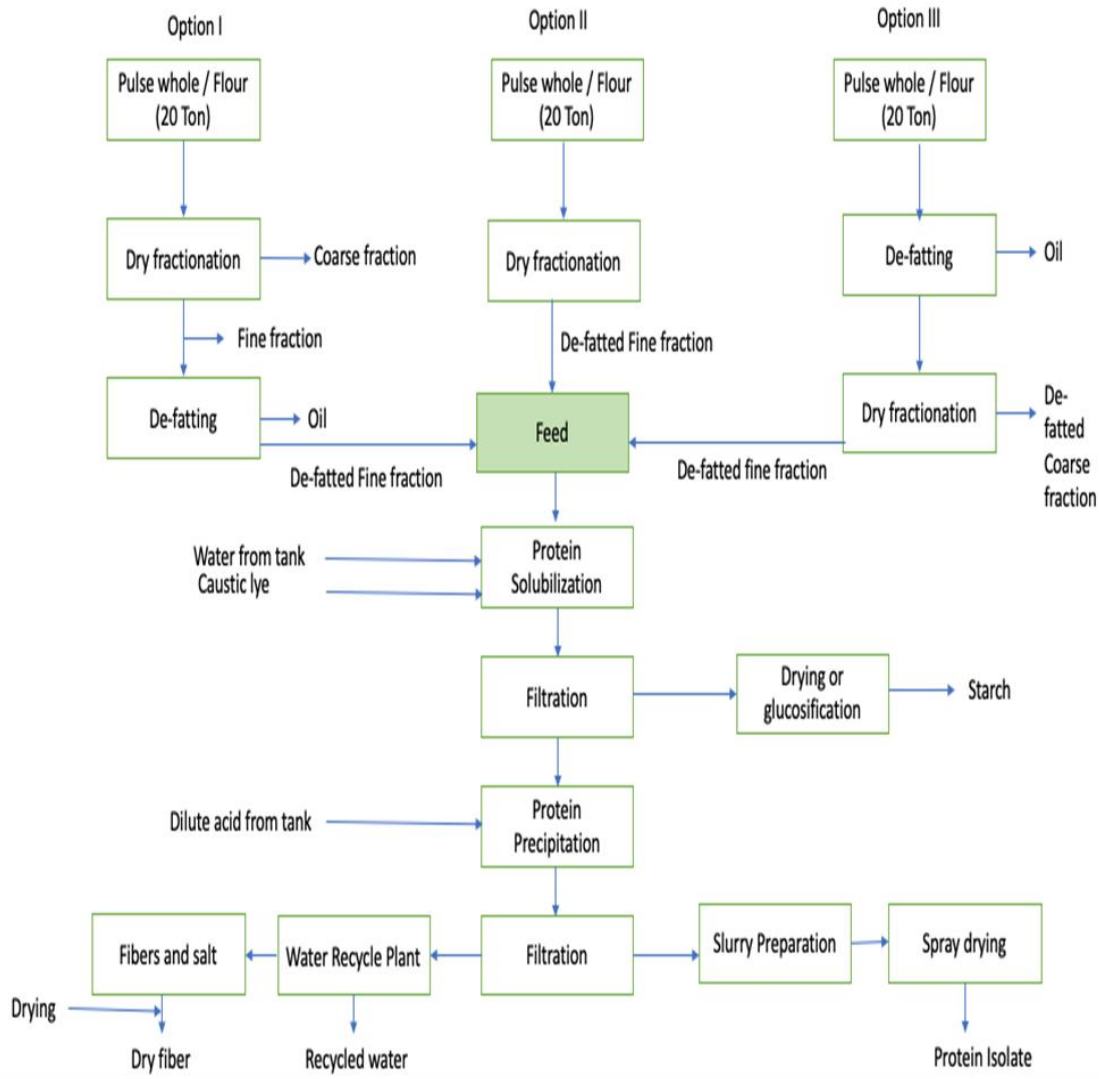 Option I
Option II
Option III
Pulse whole / Flour
(20 Ton)
Pulse whole / Flour
(20 Ton)
Pulse whole / Flour
(20 Ton)
Dry fractionation
Coarse fraction
Dry fractionation
De-fatting
Oil
Fine fraction
De-fatted Fine fraction
De-fatting
Oil
Feed
Dry fractionation
De-
fatted
Coarse
fraction
De-fatted Fine fraction
De-fatted fine fraction
Water from tank
Caustic lye
Protein
Solubilization
Filtration
Drying or
glucosification
Starch
Dilute acid from tank
Protein
Precipitation
Fibers and salt
Water Recycle Plant
Filtration
Slurry Preparation
Spray drying
Drying
Dry fiber
Recycled water
Protein Isolate